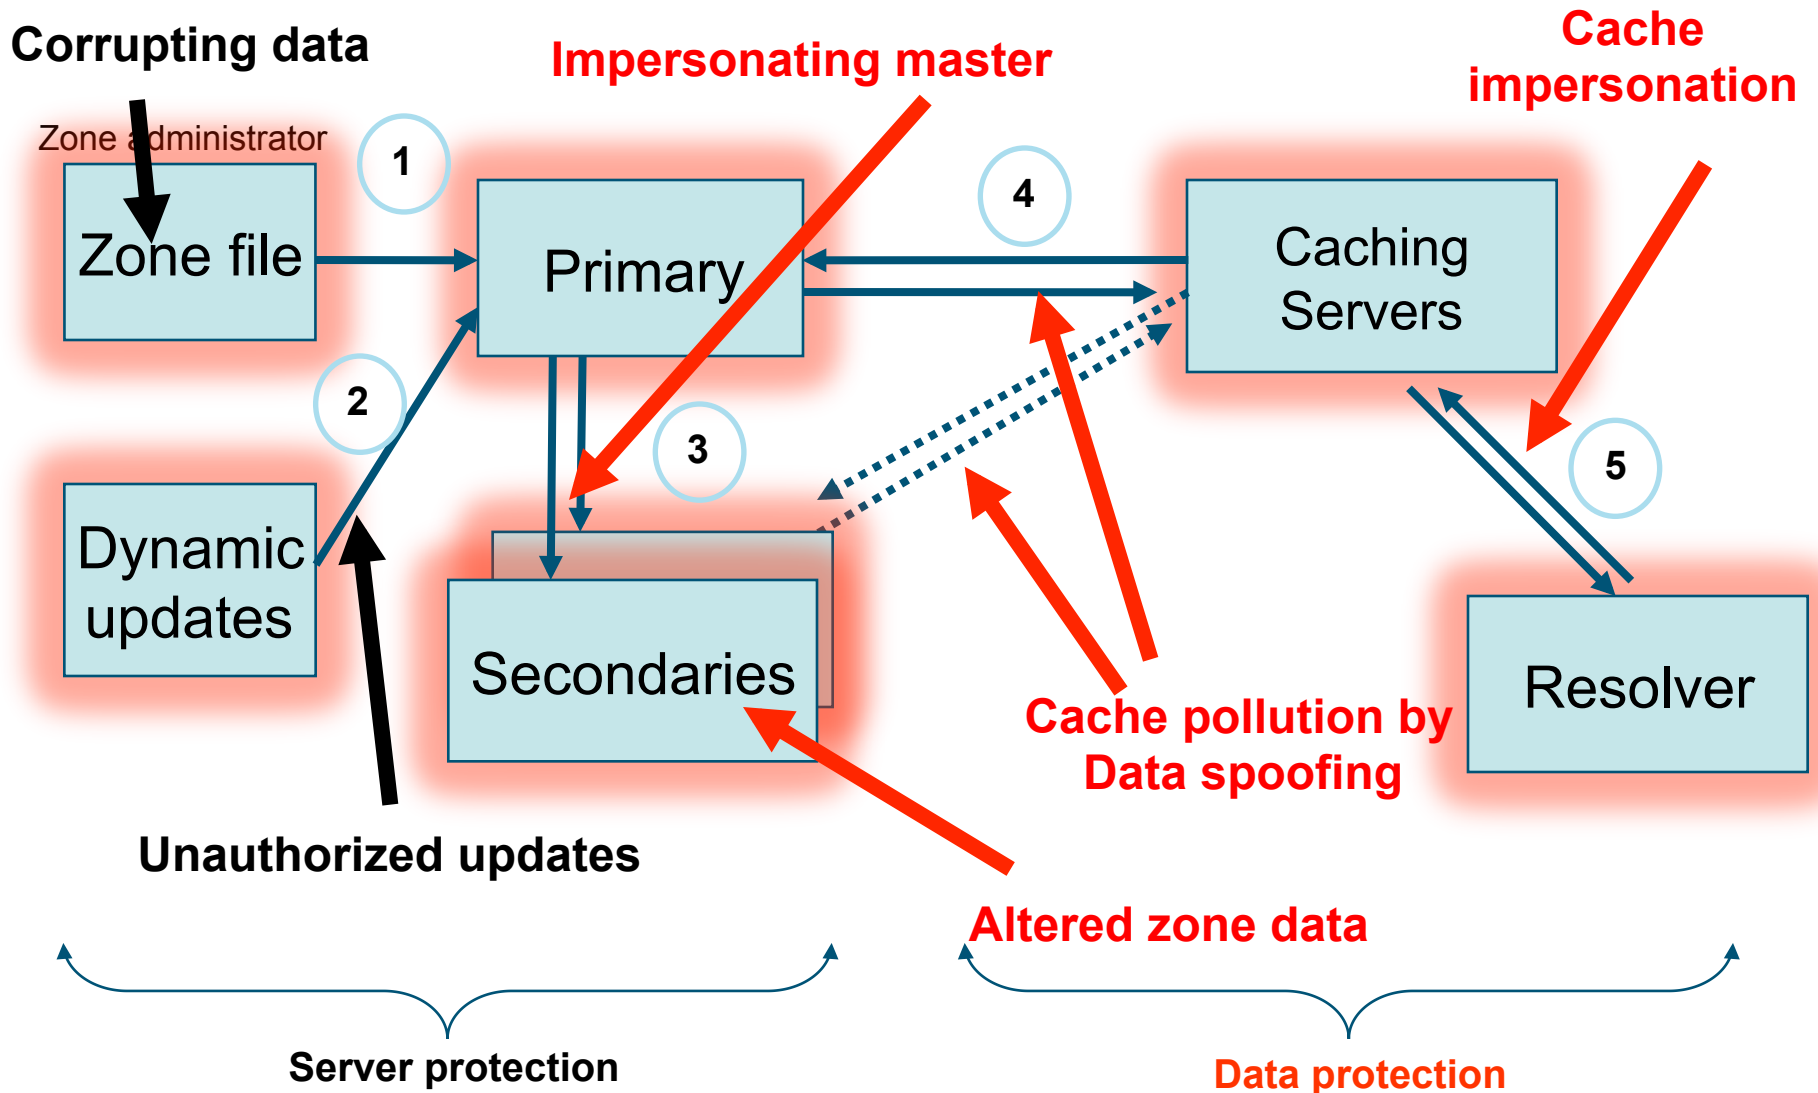 Corrupting data
Impersonating master
Cache
impersonation
Zone administrator
1
4
Zone file
Primary
Caching
Servers
2
3
5
Dynamic
updates
Secondaries
Resolver
Cache pollution by
Data spoofing
Unauthorized updates
Altered zone data
Server protection
Data protection